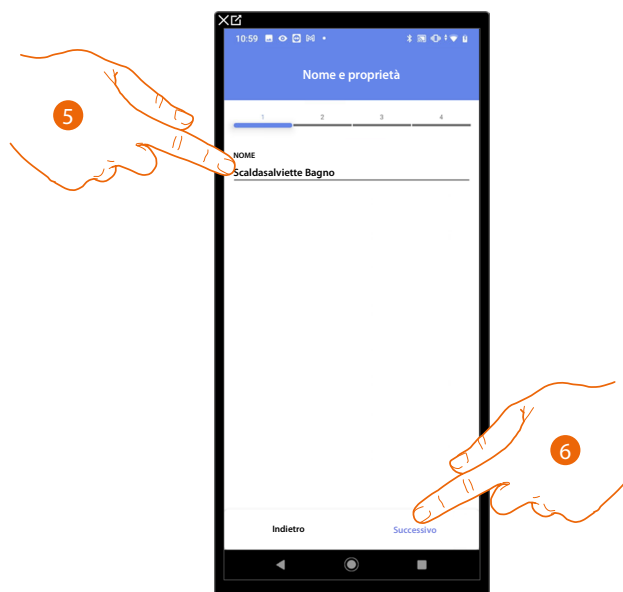 10:59
Nome e proprietà
1 2 3 4
NOME
Scaldasalviette Bagno
5
6
Indietro Successivo